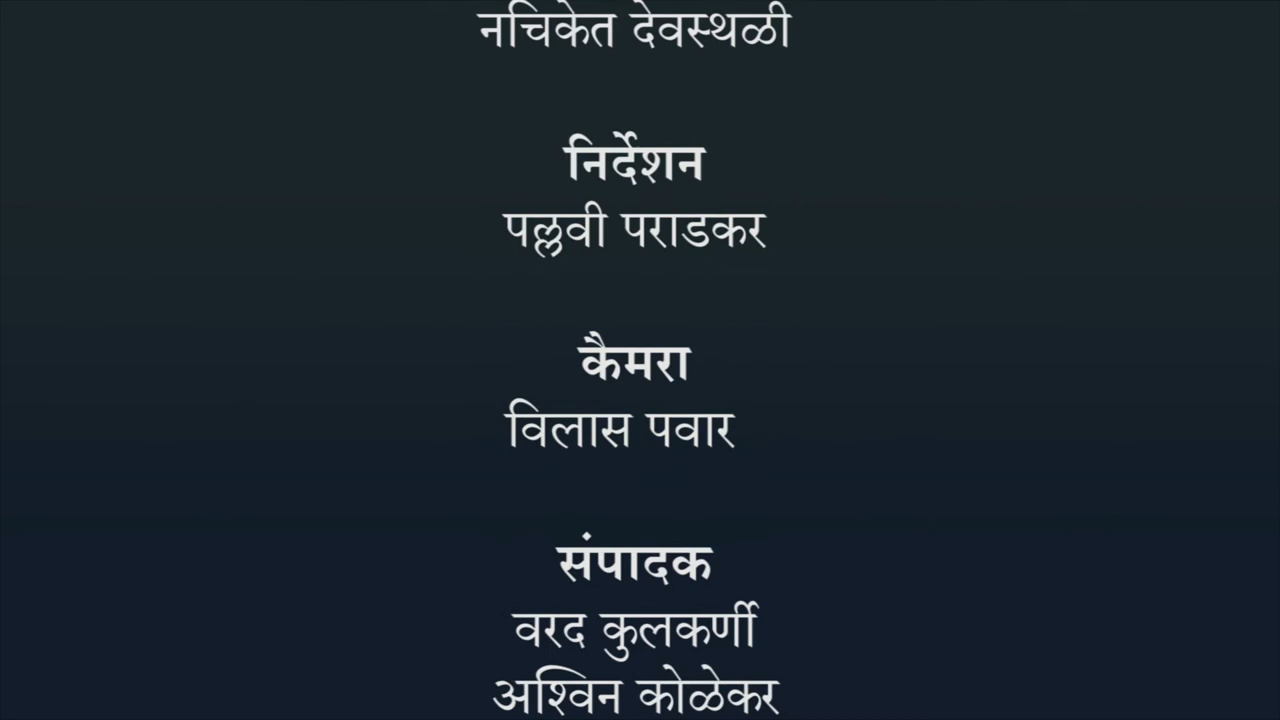 नचिकेत देवस्थळी
निर्देशन
पल्लवी पराडकर
कैमरा
विलास पवार
संपादक
वरद कुलकर्णी
अश्विन कोळेकर